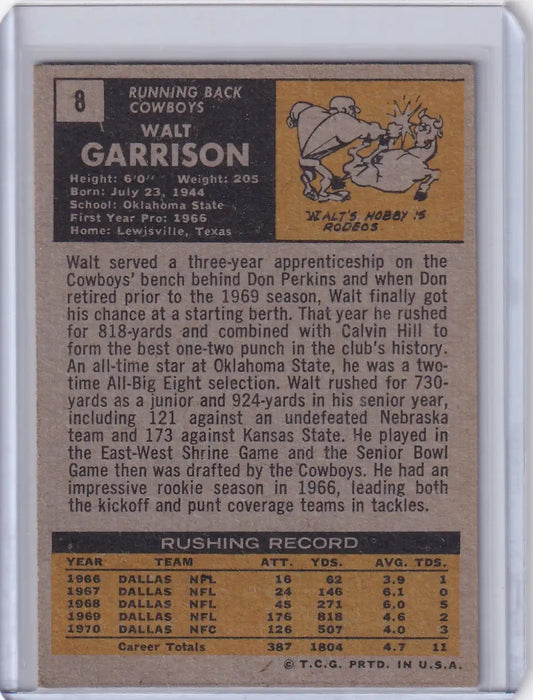 8
RUNNING BACK
COWBOYS
WALT
GARRISON
Height: 6'0" Weight: 205
Born: July 23, 1944
School: Oklahoma State
First Year Pro: 1966
Home: Lewisville, Texas
WALT'S HOBBY IS
RODEOS.
Walt served a three-year apprenticeship on the
Cowboys' bench behind Don Perkins and when Don
retired prior to the 1969 season, Walt finally got
his chance at a starting berth. That year he rushed
for 818-yards and combined with Calvin Hill to
form the best one-two punch in the club's history.
An all-time star at Oklahoma State, he was a two-
time All-Big Eight selection. Walt rushed for 730-
yards as a junior and 924-yards in his senior year,
including 121 against an undefeated Nebraska
team and 173 against Kansas State. He played in
the East-West Shrine Game and the Senior Bowl
Game then was drafted by the Cowboys. He had an
impressive rookie season in 1966, leading both
the kickoff and punt coverage teams in tackles.
RUSHING RECORD
YEAR TEAM ATT. YDS. AVG. TDS.
1966 DALLAS NFL 16 62 3.9 1
1967 DALLAS NFL 24 146 6.1 0
1968 DALLAS NFL 45 271 6.0 5
1969 DALLAS NFL 176 818 4.6 2
1970 DALLAS NFC 126 507 4.0 3
Career Totals 387 1804 4.7 11
© T.C.G. PRTD. IN U.S.A.